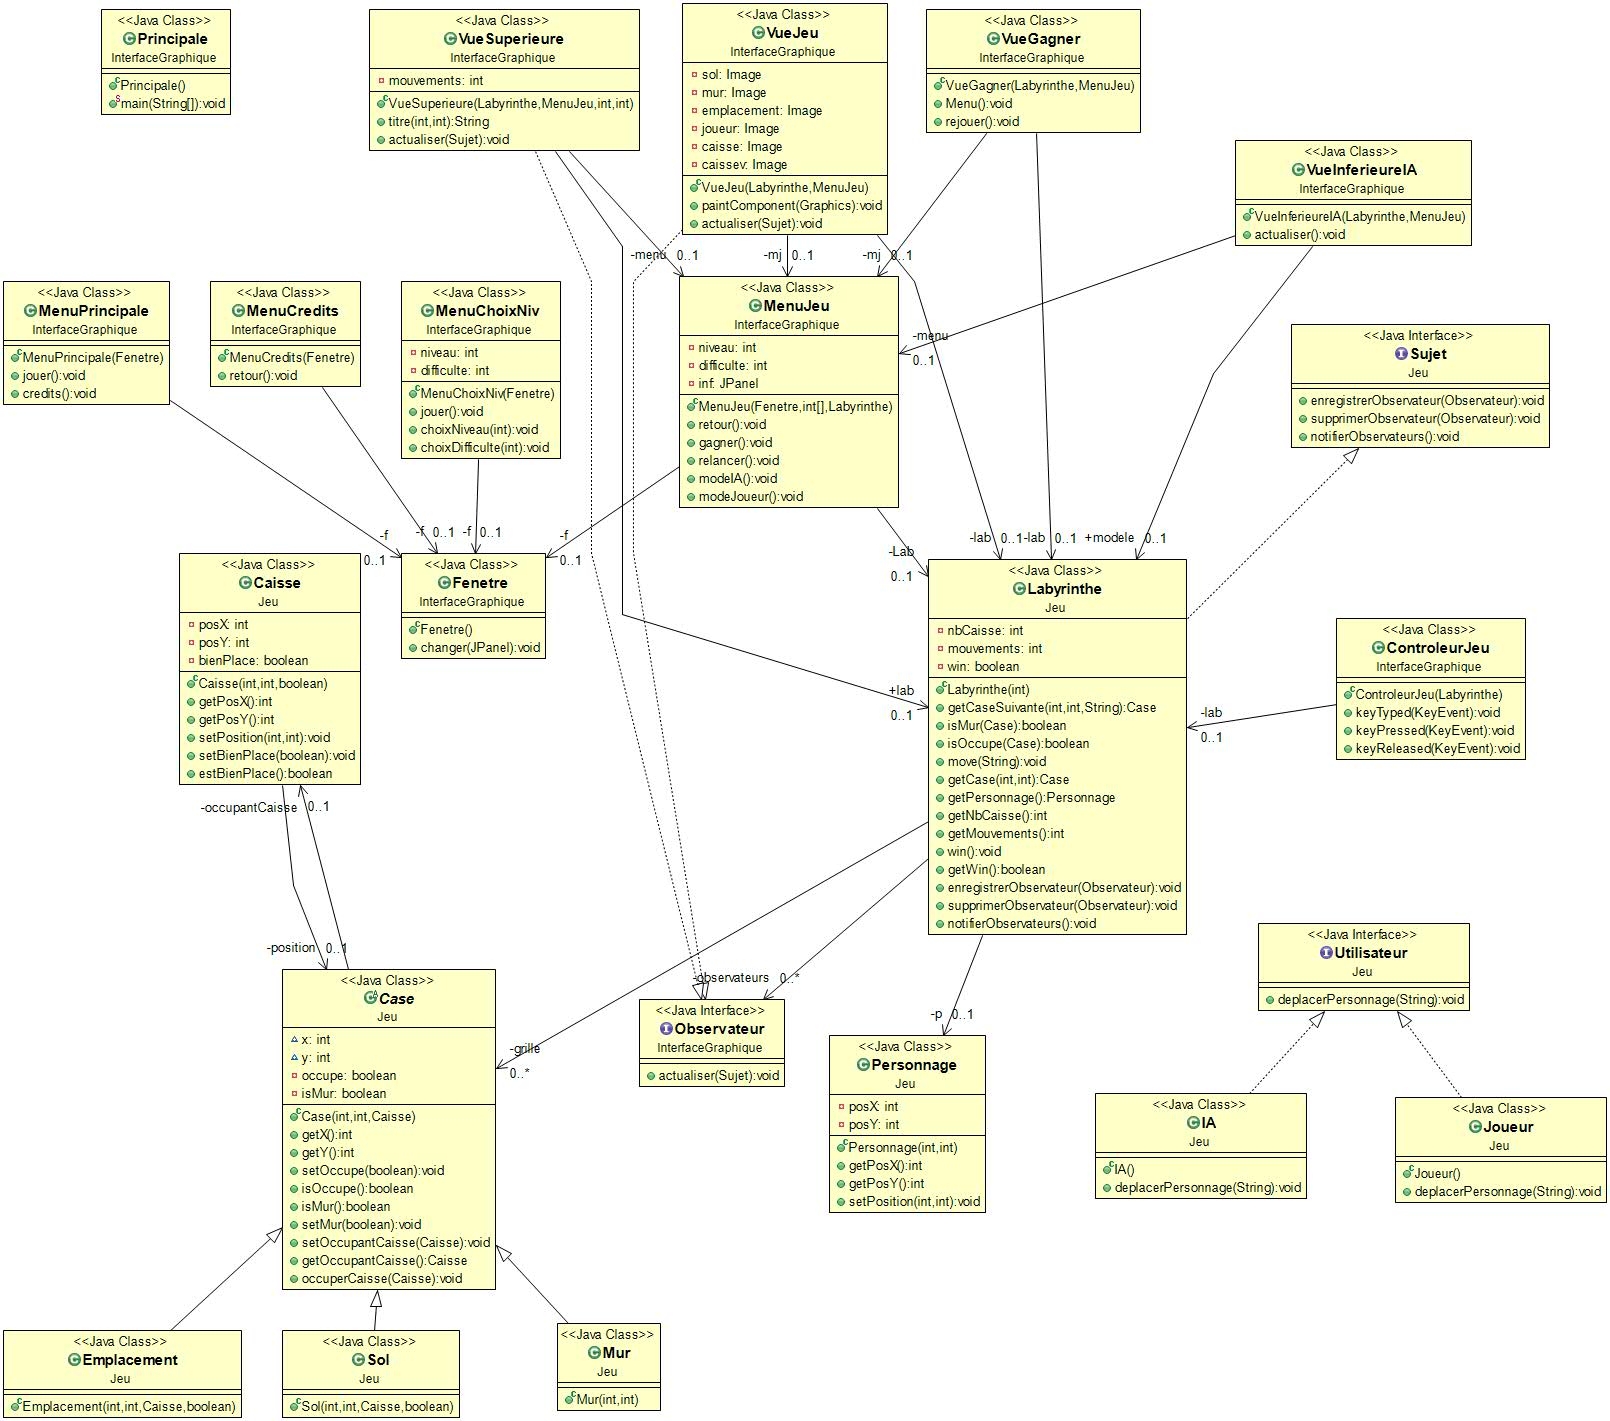 <<Java Class>>
Principale
InterfaceGraphique
Principale()
main(String[]):void
<<Java Class>>
VueSuperieure
InterfaceGraphique
mouvements: int
VueSuperieure(Labyrinthe,MenuJeu,int,int)
titre(int,int):String
actualiser(Sujet):void
<<Java Class>>
VueJeu
InterfaceGraphique
sol: Image
mur: Image
emplacement: Image
joueur: Image
caisse: Image
caissev: Image
VueJeu(Labyrinthe,MenuJeu)
paintComponent(Graphics):void
actualiser(Sujet):void
<<Java Class>>
VueGagner
InterfaceGraphique
VueGagner(Labyrinthe,MenuJeu)
Menu():void
rejouer():void
<<Java Class>>
VueInferieureIA
InterfaceGraphique
VueInferieureIA(Labyrinthe,MenuJeu)
actualiser():void
-menu 0..1
-mj 0..1
-mj 0..1
<<Java Class>>
MenuPrincipale
InterfaceGraphique
MenuPrincipale(Fenetre)
jouer():void
credits():void
<<Java Class>>
MenuCredits
InterfaceGraphique
MenuCredits(Fenetre)
retour():void
<<Java Class>>
MenuChoixNiv
InterfaceGraphique
niveau: int
difficulte: int
MenuChoixNiv(Fenetre)
jouer():void
choixNiveau(int):void
choixDifficulte(int):void
<<Java Class>>
MenuJeu
InterfaceGraphique
niveau: int
difficulte: int
inf: JPanel
MenuJeu(Fenetre,int[],Labyrinthe)
retour():void
gagner():void
relancer():void
modeIA():void
modeJoueur():void
-menu
0..1
<<Java Interface>>
Sujet
Jeu
enregistrerObservateur(Observateur):void
supprimerObservateur(Observateur):void
notifierObservateurs():void
-f
0..1
-f 0..1
-f 0..1
-f
0..1
-Lab
0..1
-lab 0..1
-lab 0..1
+modele 0..1
<<Java Class>>
Caisse
Jeu
posX: int
posY: int
bienPlace: boolean
Caisse(int,int,boolean)
getPosX():int
getPosY():int
setPosition(int,int):void
setBienPlace(boolean):void
estBienPlace():boolean
<<Java Class>>
Fenetre
InterfaceGraphique
Fenetre()
changer(JPanel):void
<<Java Class>>
Labyrinthe
Jeu
nbCaisse: int
mouvements: int
win: boolean
Labyrinthe(int)
getCaseSuivante(int,int,String):Case
isMur(Case):boolean
isOccupe(Case):boolean
move(String):void
getCase(int,int):Case
getPersonnage():Personnage
getNbCaisse():int
getMouvements():int
win():void
getWin():boolean
enregistrerObservateur(Observateur):void
supprimerObservateur(Observateur):void
notifierObservateurs():void
+lab
0..1
<<Java Class>>
ControleurJeu
InterfaceGraphique
ControleurJeu(Labyrinthe)
keyTyped(KeyEvent):void
keyPressed(KeyEvent):void
keyReleased(KeyEvent):void
-lab
0..1
-occupantCaisse 0..1
-position 0..1
<<Java Class>>
Case
Jeu
x: int
y: int
occupe: boolean
isMur: boolean
Case(int,int,Caisse)
getX():int
getY():int
setOccupe(boolean):void
isOccupe():boolean
isMur():boolean
setMur(boolean):void
setOccupantCaisse(Caisse):void
getOccupantCaisse():Caisse
occuperCaisse(Caisse):void
-grille
0..*
-observateurs 0..*
<<Java Interface>>
Observateur
InterfaceGraphique
actualiser(Sujet):void
-p 0..1
<<Java Class>>
Personnage
Jeu
posX: int
posY: int
Personnage(int,int)
getPosX():int
getPosY():int
setPosition(int,int):void
<<Java Interface>>
Utilisateur
Jeu
deplacerPersonnage(String):void
<<Java Class>>
IA
Jeu
IA()
deplacerPersonnage(String):void
<<Java Class>>
Joueur
Jeu
Joueur()
deplacerPersonnage(String):void
<<Java Class>>
Emplacement
Jeu
Emplacement(int,int,Caisse,boolean)
<<Java Class>>
Sol
Jeu
Sol(int,int,Caisse,boolean)
<<Java Class>>
Mur
Jeu
Mur(int,int)